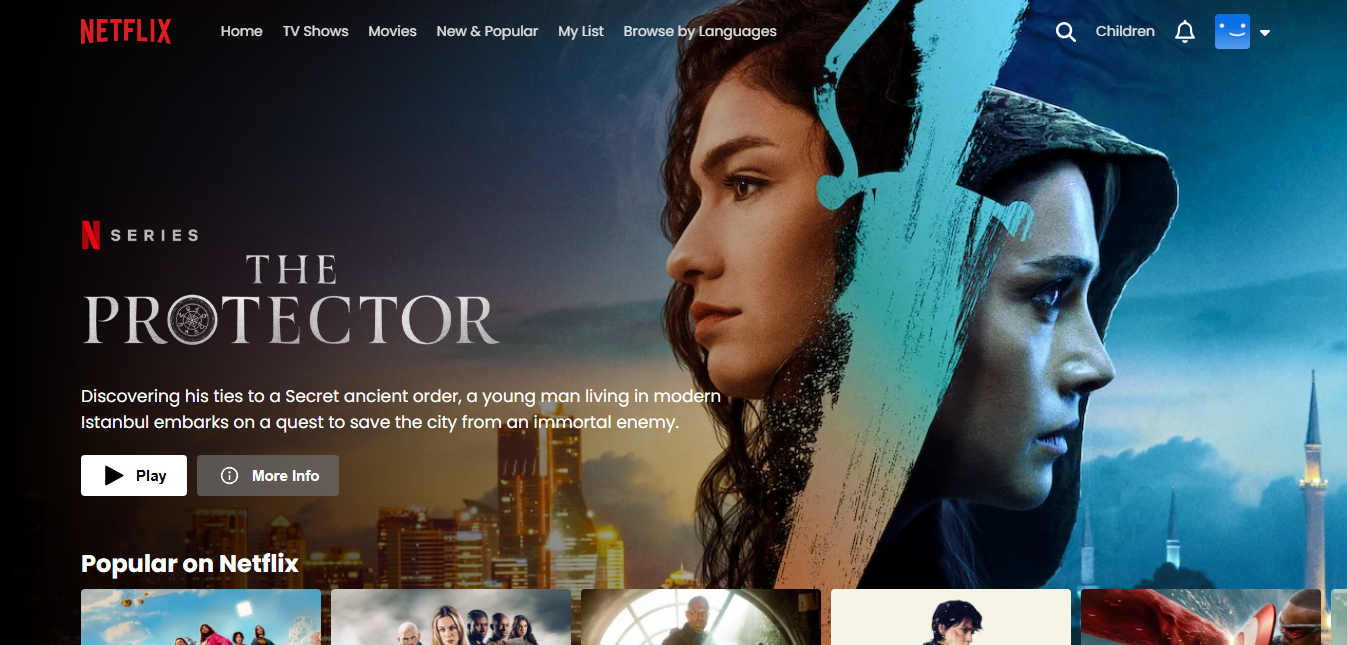 NETFLIX Home TV Shows Movies New & Popular My List Browse by Languages Children
N SERIES
THE
PROTECTOR
Discovering his ties to a Secret ancient order, a young man living in modern
Istanbul embarks on a quest to save the city from an immortal enemy.
Play More Info
Popular on Netflix